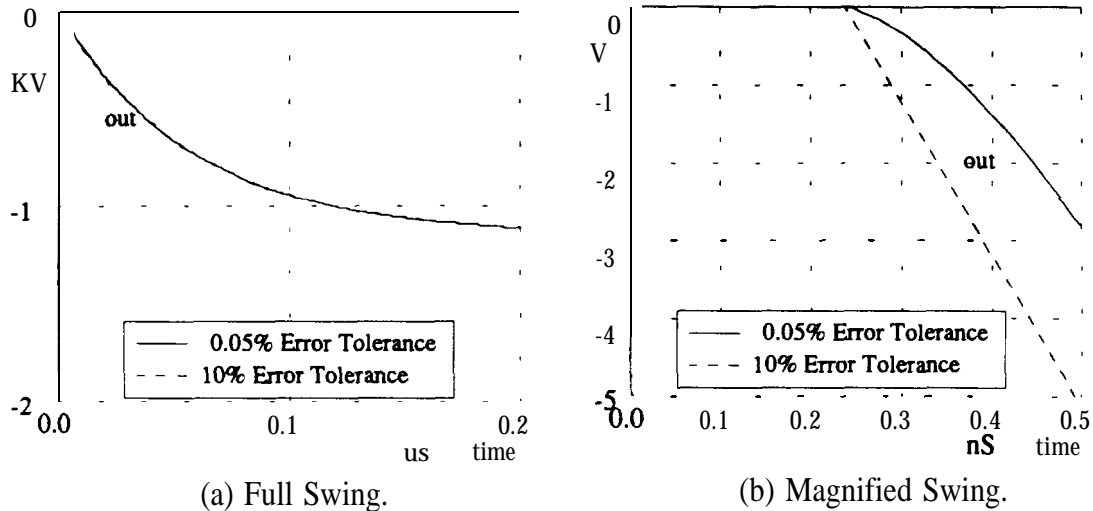 0
KV
out
-1
0.05% Error Tolerance
10% Error Tolerance
-2
0.0 0.1 0.2
us time
(a) Full Swing.
0
V
-1
out
-2
-3
-4
0.05% Error Tolerance
10% Error Tolerance
-5
0.0 0.1 0.2 0.3 0.4 0.5
nS time
(b) Magnified Swing.